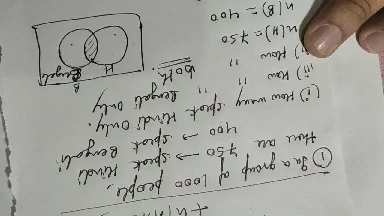 ① In a group of 1000 people,
there are 750 → speak Hindi
400 → speak Bengali.
(i) How many speak Hindi Only.
(ii) How " " Bengali Only
(iii) How " " both.
n(H) = 750
n(B) = 400
H
B
Bengali